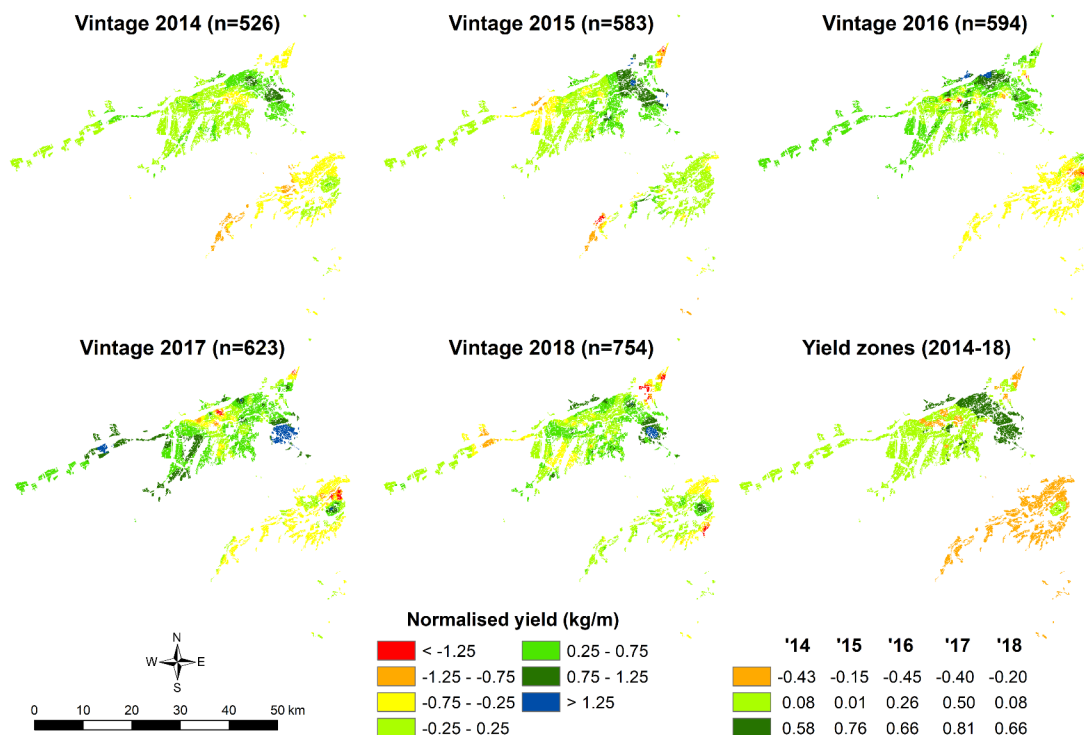 Vintage 2014 (n=526)
Vintage 2015 (n=583)
Vintage 2016 (n=594)
Vintage 2017 (n=623)
Vintage 2018 (n=754)
Yield zones (2014-18)
N
W E
S
0 10 20 30 40 50 km
Normalised yield (kg/m)
< -1.25
-1.25 - -0.75
-0.75 - -0.25
-0.25 - 0.25
0.25 - 0.75
0.75 - 1.25
> 1.25
'14 '15 '16 '17 '18
-0.43 -0.15 -0.45 -0.40 -0.20
0.08 0.01 0.26 0.50 0.08
0.58 0.76 0.66 0.81 0.66